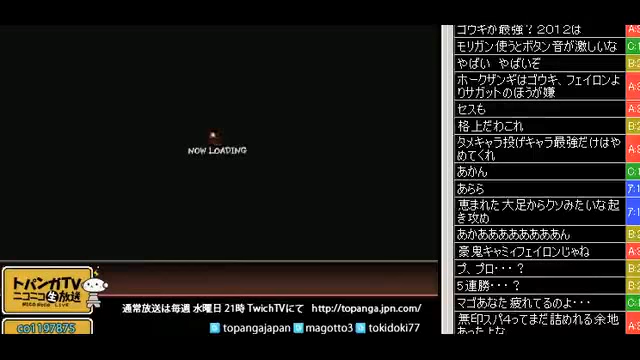 NOW LOADING
ゴウキが最強？2012は
モリガン使うとボタン音が激しいな
やばい やばいぞ
ホークザンギはゴウキ、フェイロンよ
りサガットのほうが嫌
セスも
格上だわこれ
タメキャラ投げキャラ最強だけはや
めてくれ
あかん
あらら
恵まれた大足からクソみたいな起
き攻め
あかああああああああん
豪鬼キャミィフェイロンじゃね
プ、プロ・・・？
５連勝・・・？
マゴあなた疲れてるのよ・・・
無印スパ4ってまだ詰める余地
あったよな
トパンガTV
ニコニコ生放送
NICO NICO LIVE
co1197875
通常放送は毎週 水曜日 21時 TwichTVにて http://topanga.jp.com/
topangajapan magotto3 tokidoki77